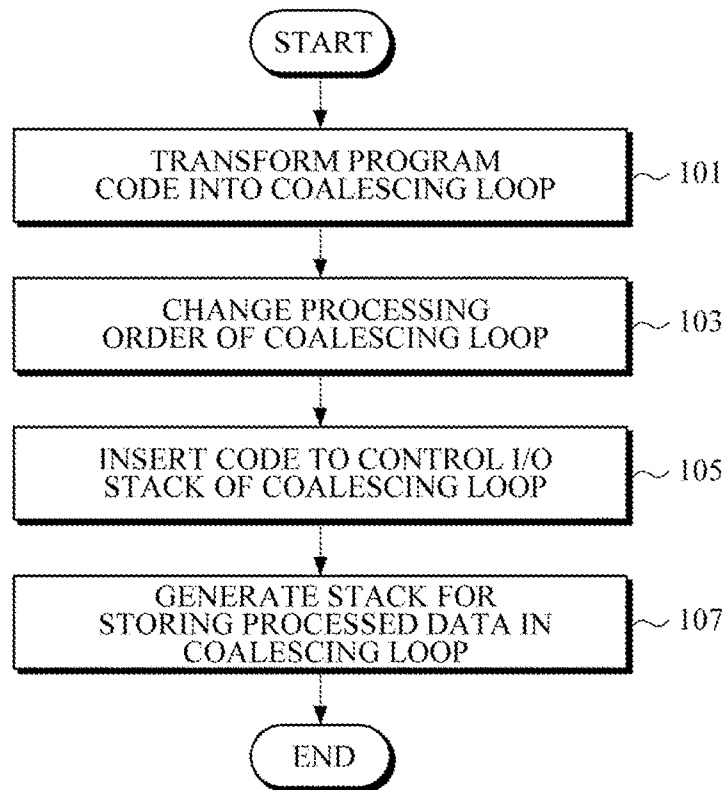 START
TRANSFORM PROGRAM
CODE INTO COALESCING LOOP
101
CHANGE PROCESSING
ORDER OF COALESCING LOOP
103
INSERT CODE TO CONTROL I/O
STACK OF COALESCING LOOP
105
GENERATE STACK FOR
STORING PROCESSED DATA IN
COALESCING LOOP
107
END